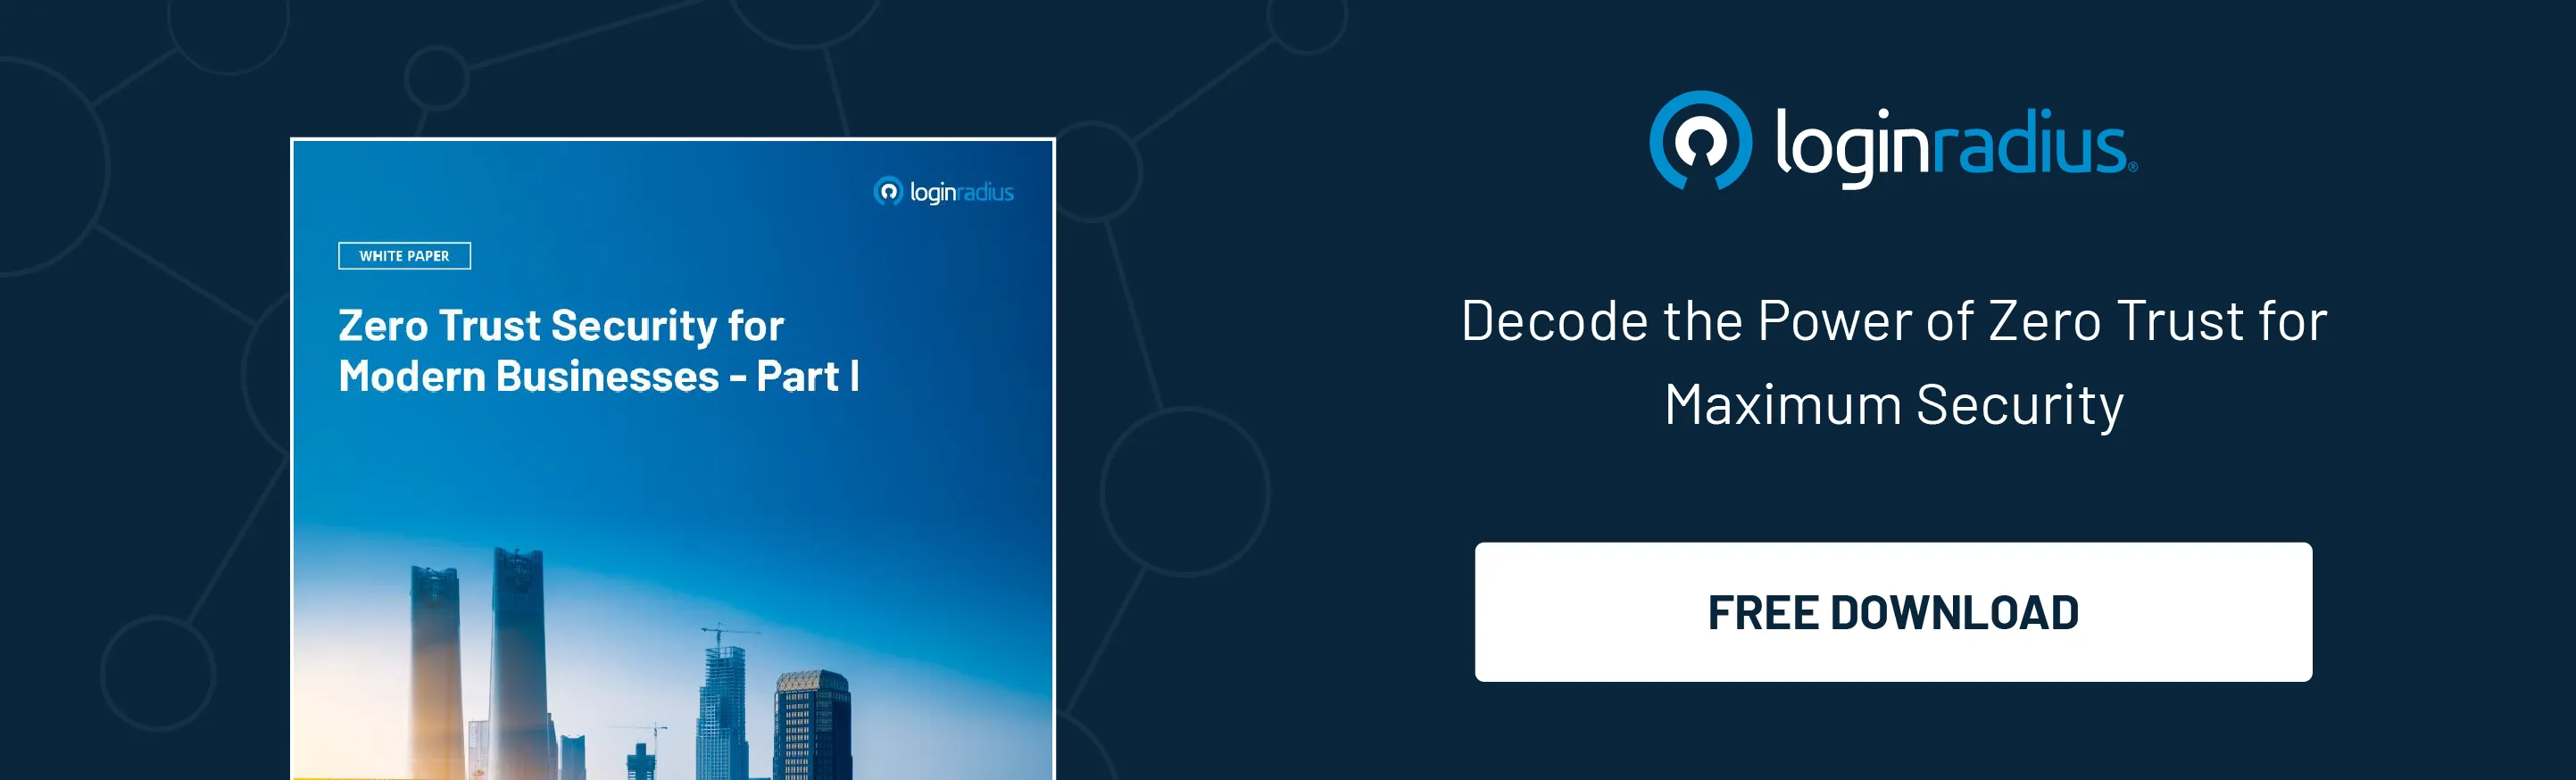 loginradius
WHITE PAPER
Zero Trust Security for
Modern Businesses - Part I
loginradius®
Decode the Power of Zero Trust for
Maximum Security
FREE DOWNLOAD